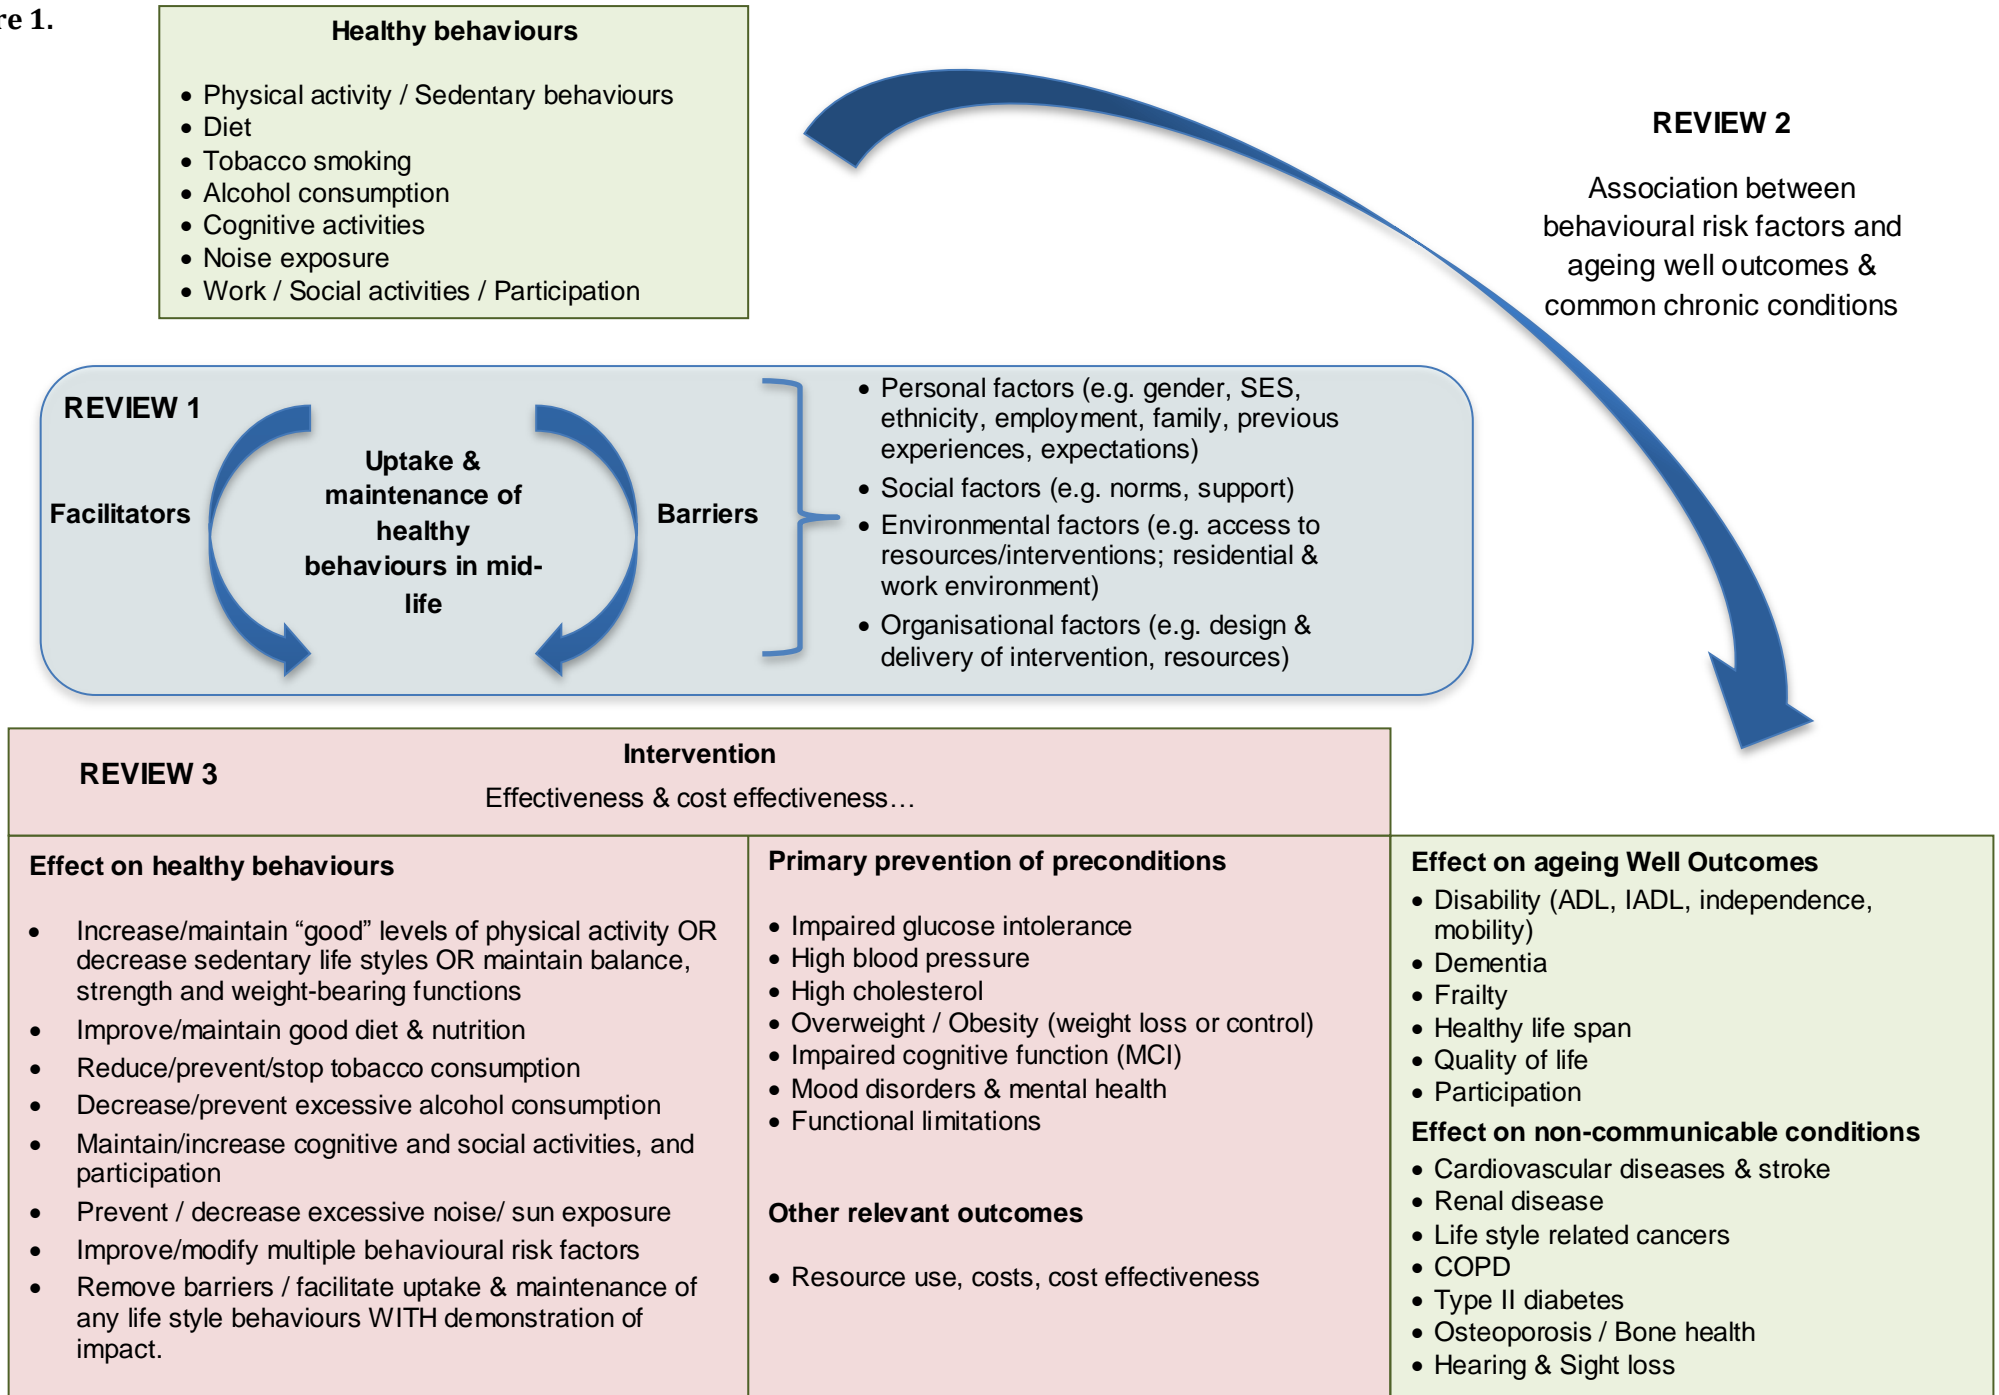 re 1.
Healthy behaviours
• Physical activity / Sedentary behaviours
• Diet
• Tobacco smoking
• Alcohol consumption
• Cognitive activities
• Noise exposure
• Work / Social activities / Participation
REVIEW 2
Association between
behavioural risk factors and
ageing well outcomes &
common chronic conditions
REVIEW 1
Facilitators
Uptake &
maintenance of
healthy
behaviours in mid-
life
Barriers
• Personal factors (e.g. gender, SES,
ethnicity, employment, family, previous
experiences, expectations)
• Social factors (e.g. norms, support)
• Environmental factors (e.g. access to
resources/interventions; residential &
work environment)
• Organisational factors (e.g. design &
delivery of intervention, resources)
REVIEW 3
Intervention
Effectiveness & cost effectiveness…
Effect on healthy behaviours
• Increase/maintain “good” levels of physical activity OR
decrease sedentary life styles OR maintain balance,
strength and weight-bearing functions
• Improve/maintain good diet & nutrition
• Reduce/prevent/stop tobacco consumption
• Decrease/prevent excessive alcohol consumption
• Maintain/increase cognitive and social activities, and
participation
• Prevent / decrease excessive noise/ sun exposure
• Improve/modify multiple behavioural risk factors
• Remove barriers / facilitate uptake & maintenance of
any life style behaviours WITH demonstration of
impact.
Primary prevention of preconditions
• Impaired glucose intolerance
• High blood pressure
• High cholesterol
• Overweight / Obesity (weight loss or control)
• Impaired cognitive function (MCI)
• Mood disorders & mental health
• Functional limitations
Other relevant outcomes
• Resource use, costs, cost effectiveness
Effect on ageing Well Outcomes
• Disability (ADL, IADL, independence,
mobility)
• Dementia
• Frailty
• Healthy life span
• Quality of life
• Participation
Effect on non-communicable conditions
• Cardiovascular diseases & stroke
• Renal disease
• Life style related cancers
• COPD
• Type II diabetes
• Osteoporosis / Bone health
• Hearing & Sight loss